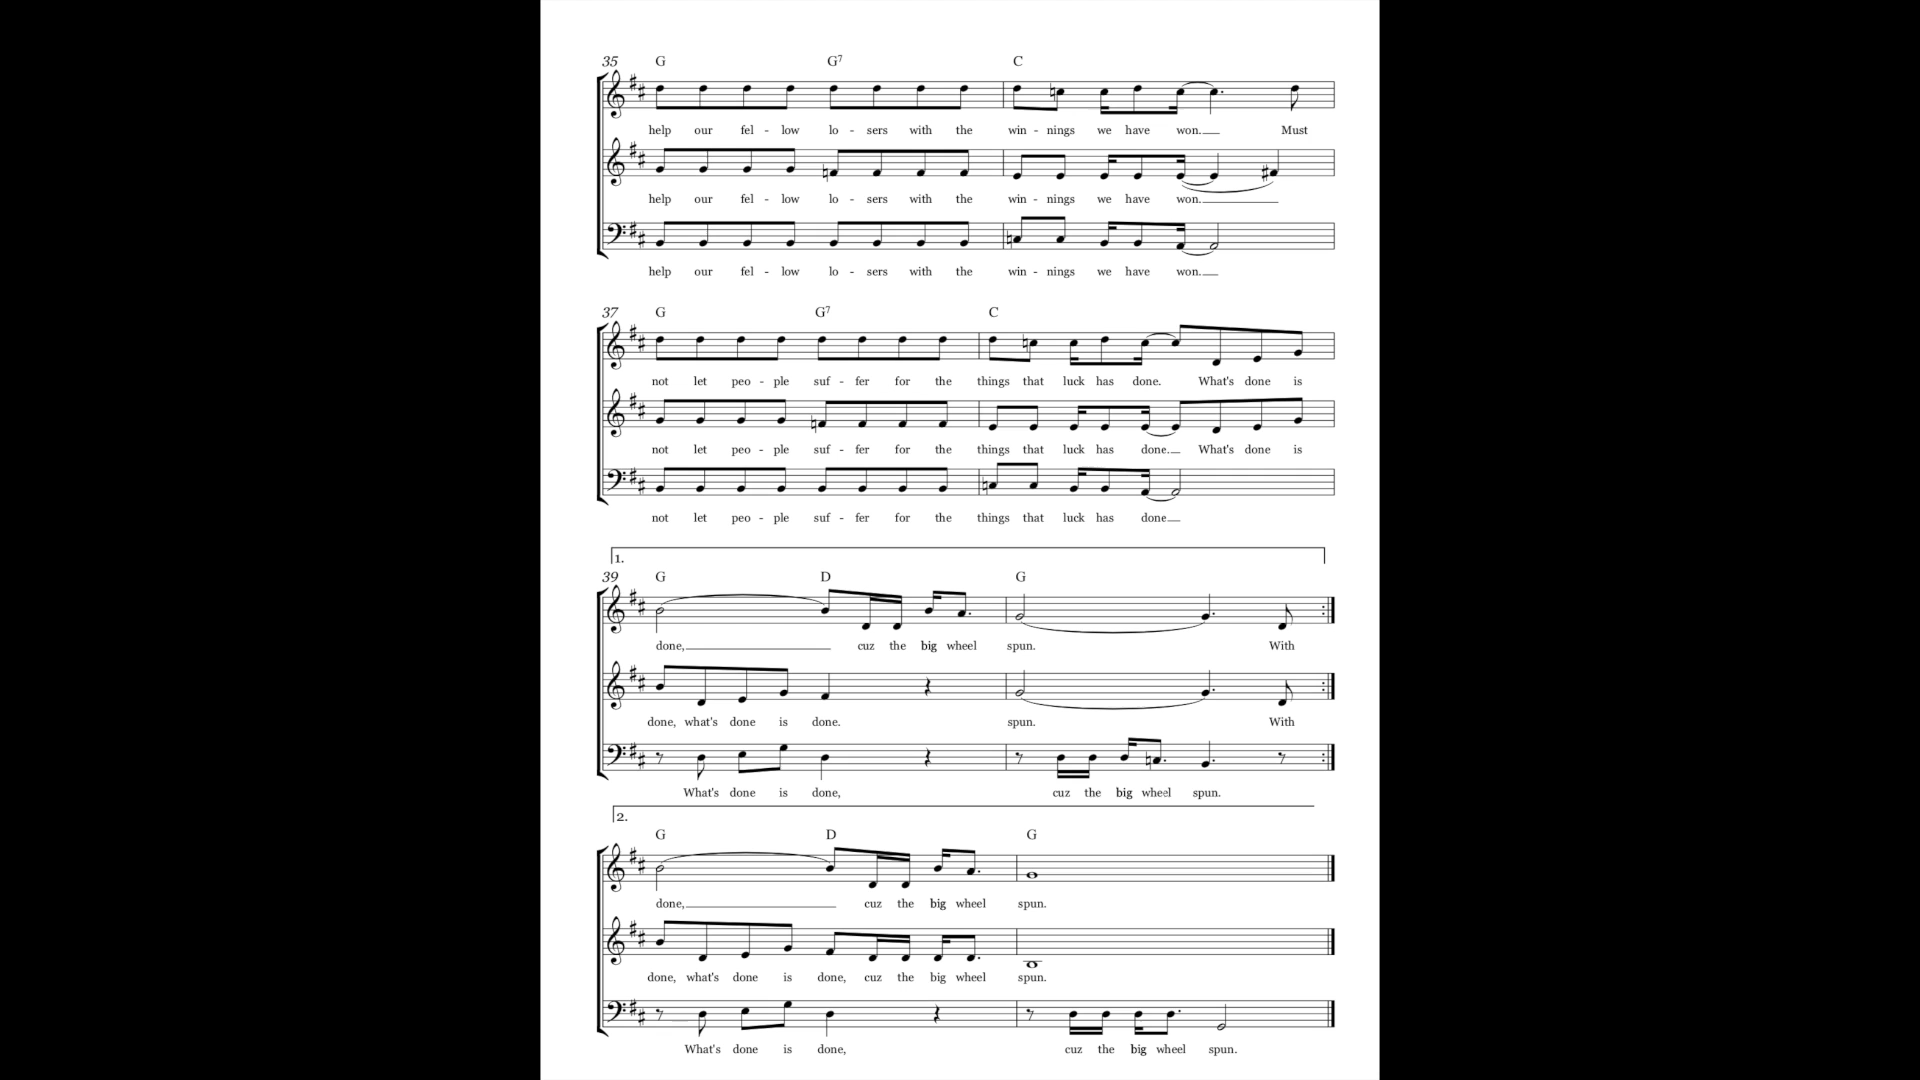 35 G G7 C
help our fel - low lo - sers with the win - nings we have won. Must
help our fel - low lo - sers with the win - nings we have won.
help our fel - low lo - sers with the win - nings we have won.
37 G G7 C
not let peo - ple suf - fer for the things that luck has done. What's done is
not let peo - ple suf - fer for the things that luck has done. What's done is
not let peo - ple suf - fer for the things that luck has done
1.
39 G D G
done, cuz the big wheel spun. With
done, what's done is done. spun. With
What's done is done, cuz the big wheel spun.
2.
G D G
done, cuz the big wheel spun.
done, what's done is done, cuz the big wheel spun.
What's done is done, cuz the big wheel spun.